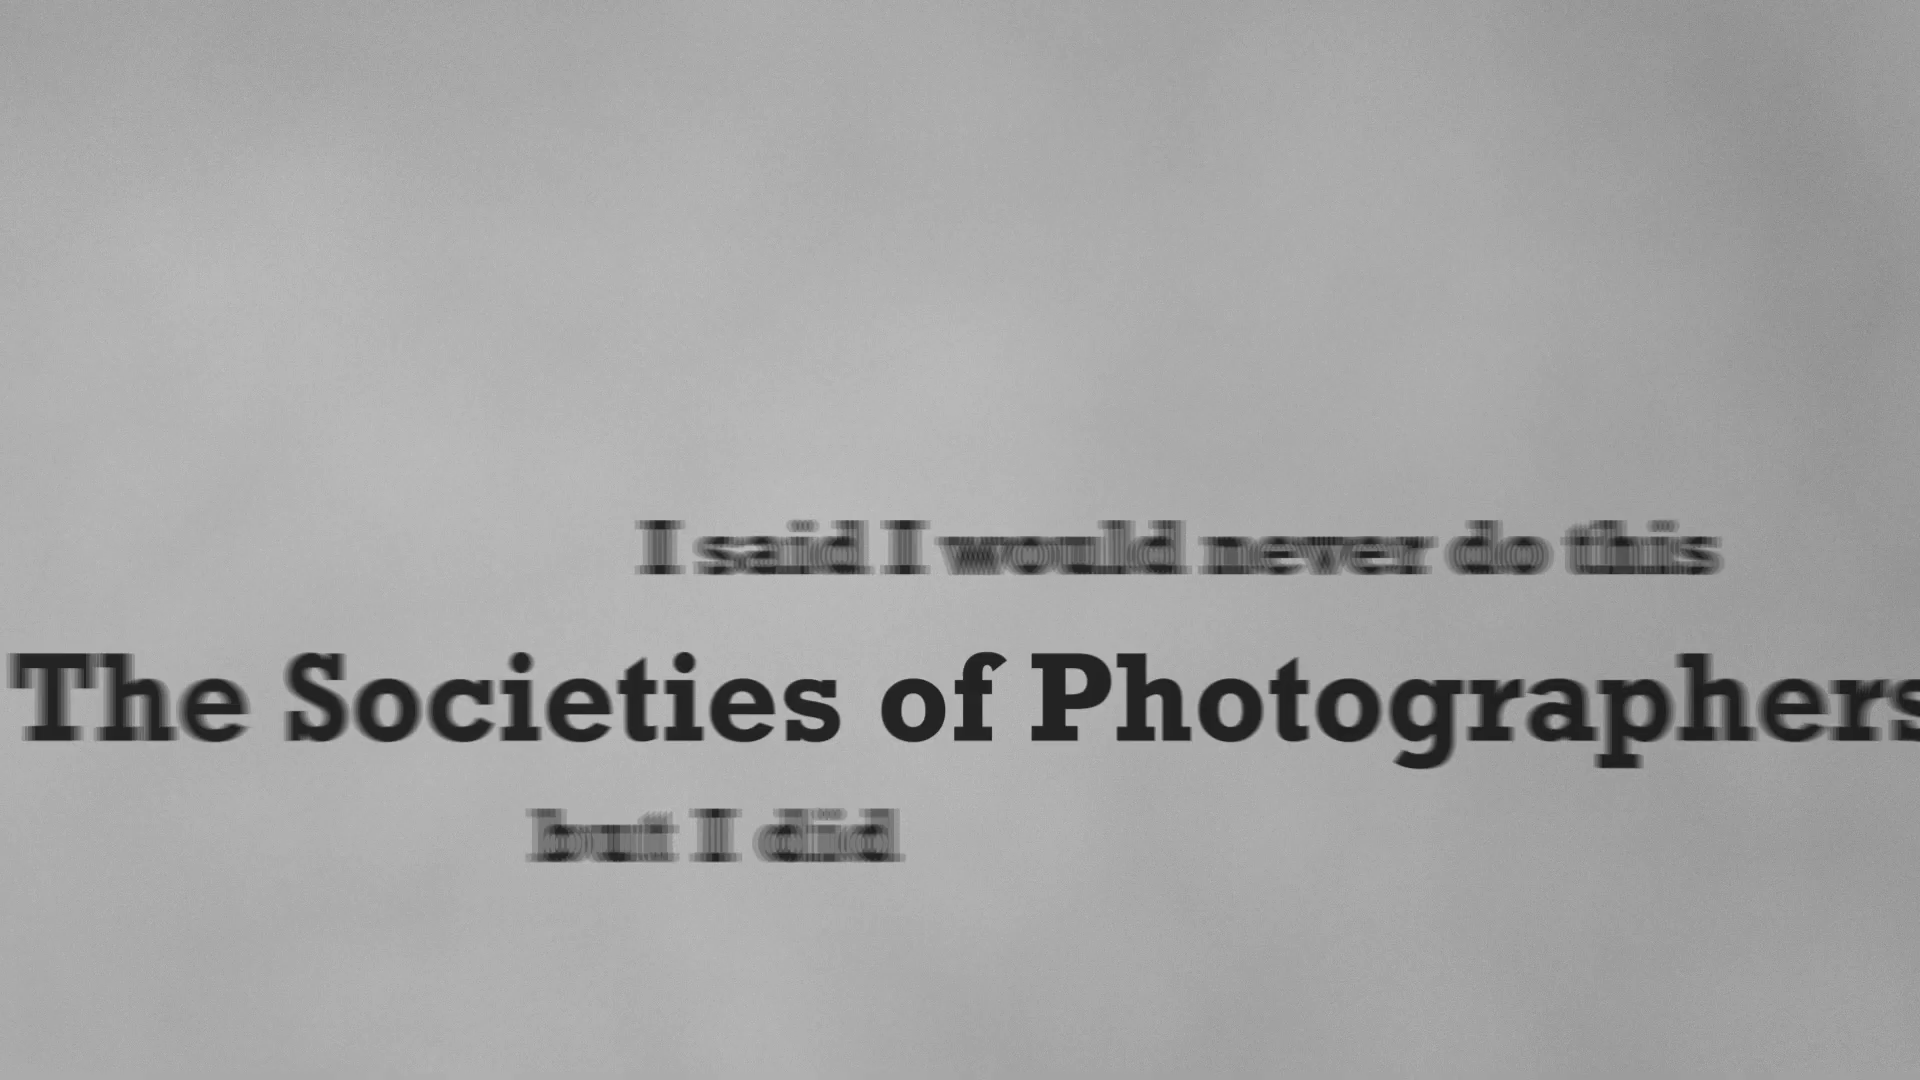 I said I would never do this
The Societies of Photographers
but I did